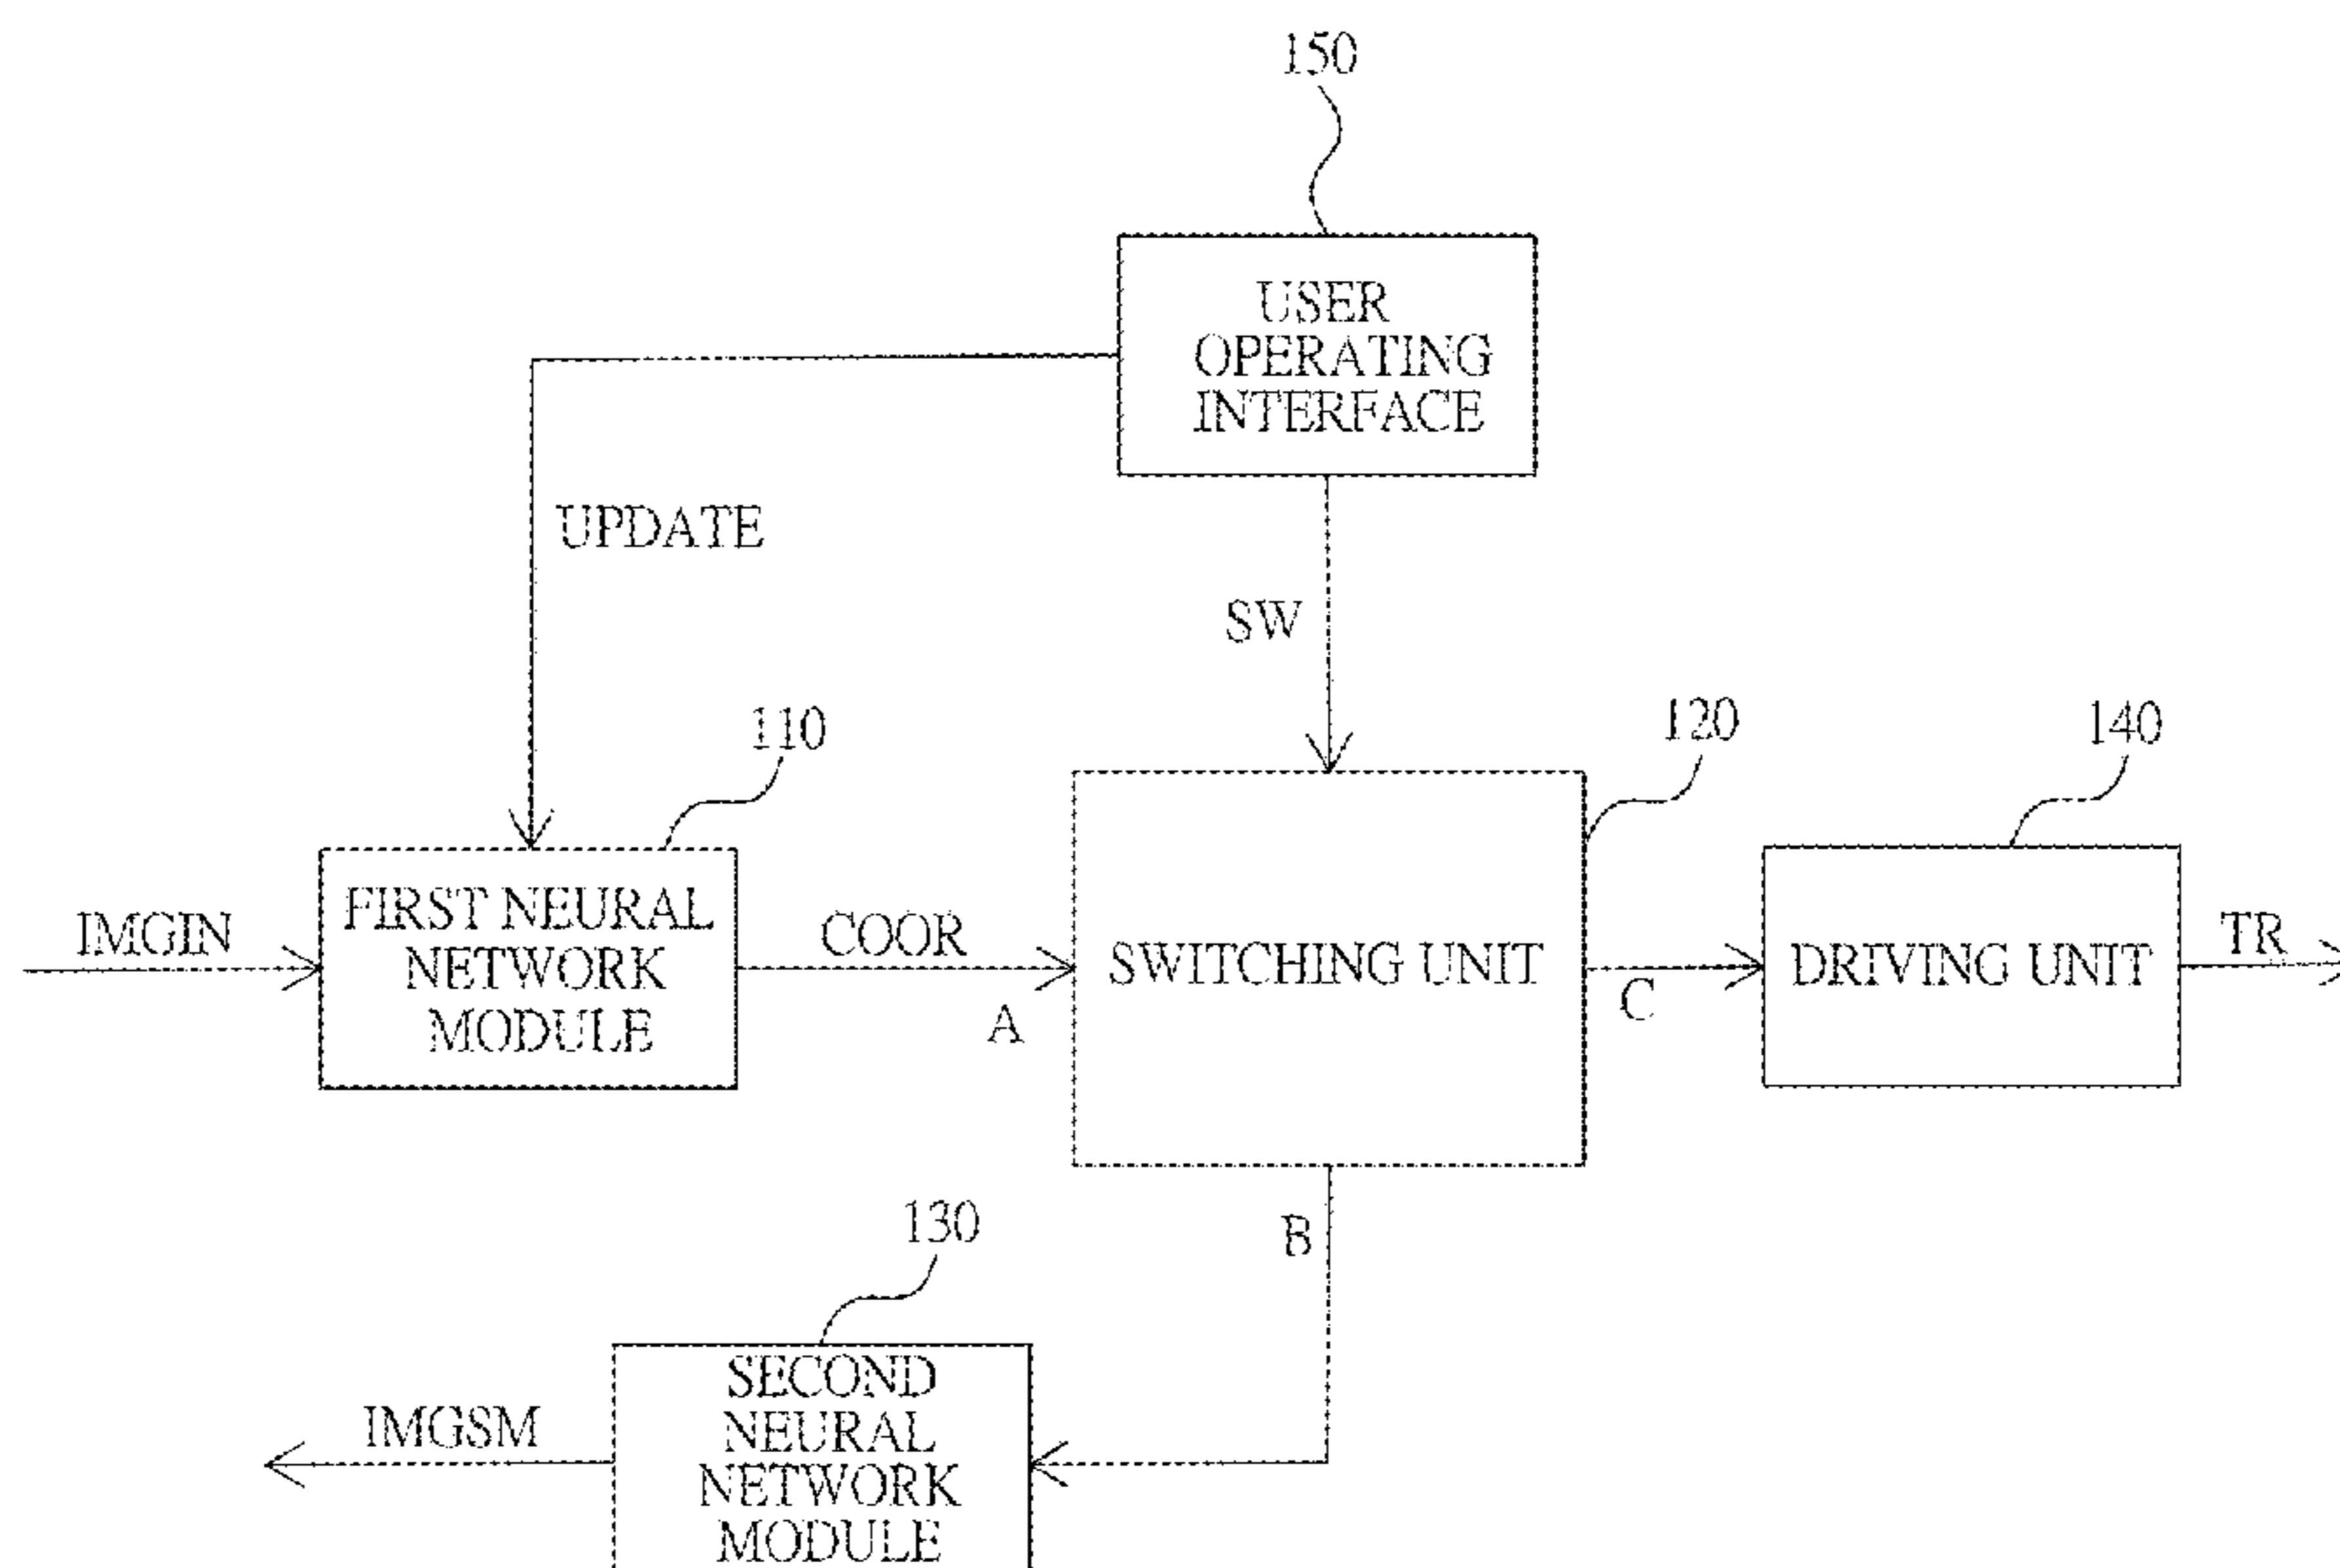 150
USER
OPERATING
INTERFACE
UPDATE
SW
110
120
140
IMGIN
FIRST NEURAL
NETWORK
MODULE
COOR
A
SWITCHING UNIT
C
DRIVING UNIT
TR
130
B
SECOND
NEURAL
NETWORK
MODULE
IMGSM